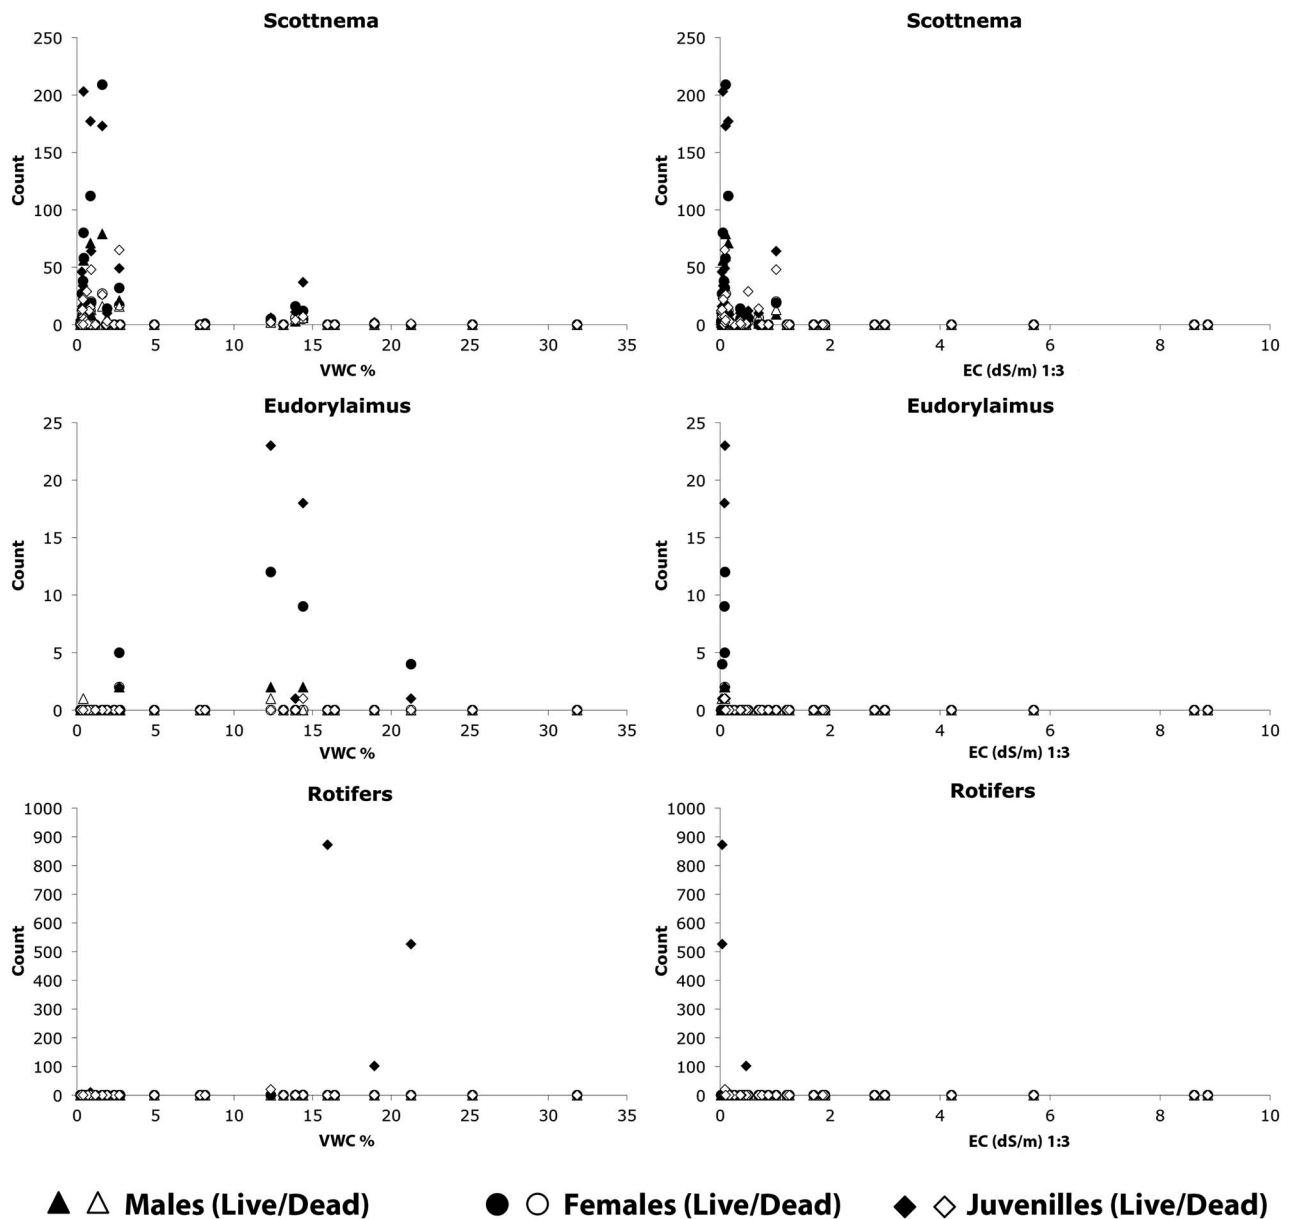 Scottnema
Scottnema
250
200
150
100
50
0
Count
0 5 10 15 20 25 30 35
VWC %
250
200
150
100
50
0
Count
0 2 4 6 8 10
EC (dS/m) 1:3
Eudorylaimus
Eudorylaimus
25
20
15
10
5
0
Count
0 5 10 15 20 25 30 35
VWC %
25
20
15
10
5
0
Count
0 2 4 6 8 10
EC (dS/m) 1:3
Rotifers
Rotifers
1000
900
800
700
600
500
400
300
200
100
0
Count
0 5 10 15 20 25 30 35
VWC %
1000
900
800
700
600
500
400
300
200
100
0
Count
0 2 4 6 8 10
EC (dS/m) 1:3
Males (Live/Dead) Females (Live/Dead) Juvenilles (Live/Dead)